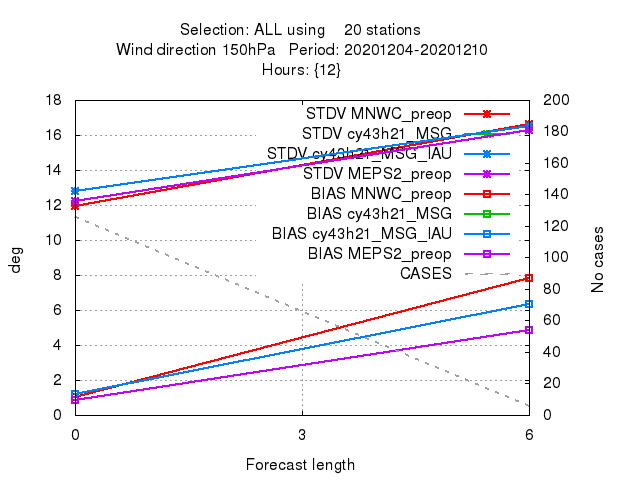 Selection: ALL using 20 stations
Wind direction 150hPa Period: 20201204-20201210
Hours: {12}
18
16
14
12
10
8
6
4
2
0
deg
200
180
160
140
120
100
80
60
40
20
0
No cases
STDV MNWC_preop
STDV cy43h21_MSG
STDV cy43h21_MSG_IAU
STDV MEPS2_preop
BIAS MNWC_preop
BIAS cy43h21_MSG
BIAS cy43h21_MSG_IAU
BIAS MEPS2_preop
CASES
0 3 6
Forecast length